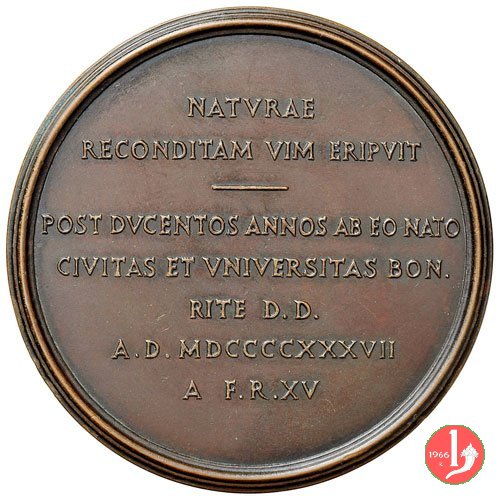 NATVRAE
RECONDITAM VIM ERIPVIT
POST DVCENTOS ANNOS AB EO NATO
CIVITAS ET VNIVERSITAS BON.
RITE D.D.
A.D. MDCCCCXXXVII
A F.R.XV
1966